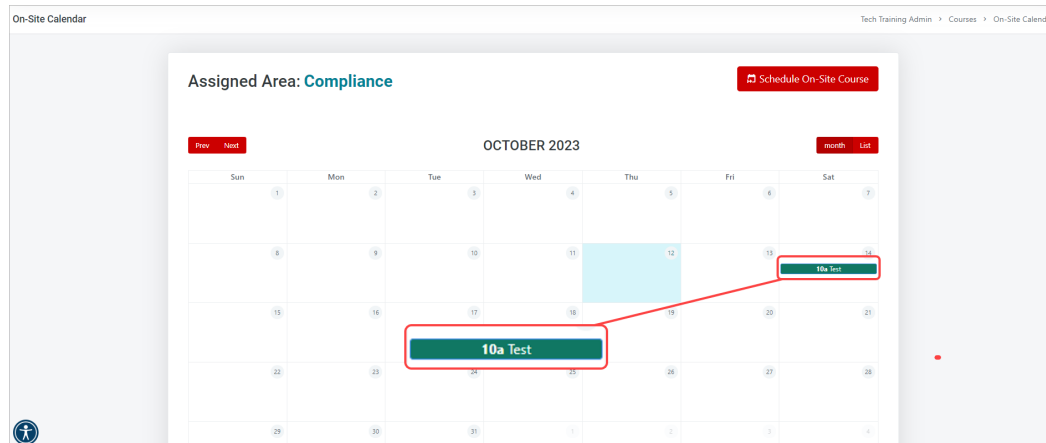 On-Site Calendar
Tech Training Admin > Courses > On-Site Calend
Assigned Area: Compliance
Schedule On-Site Course
Prev Next
OCTOBER 2023
month List
Sun Mon Tue Wed Thu Fri Sat
1 2 3 4 5 6 7
8 9 10 11 12 13 14
10a Test
15 16 17 18 19 20 21
10a Test
22 23 24 25 26 27 28
29 30 31 1 2 3 4